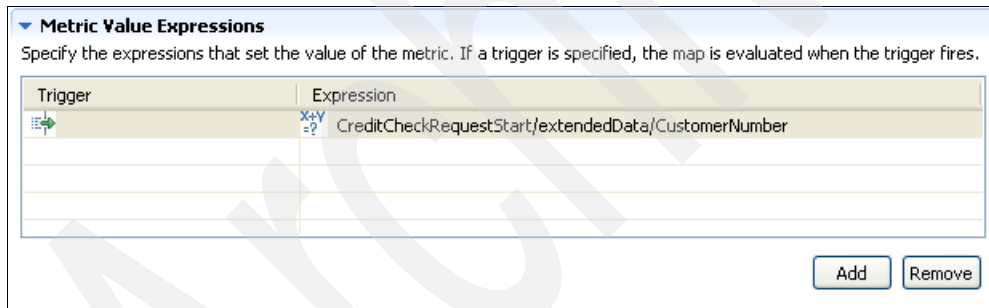 Metric Value Expressions
Specify the expressions that set the value of the metric. If a trigger is specified, the map is evaluated when the trigger fires.
Trigger Expression
X+Y
=? CreditCheckRequestStart/extendedData/CustomerNumber
Add Remove